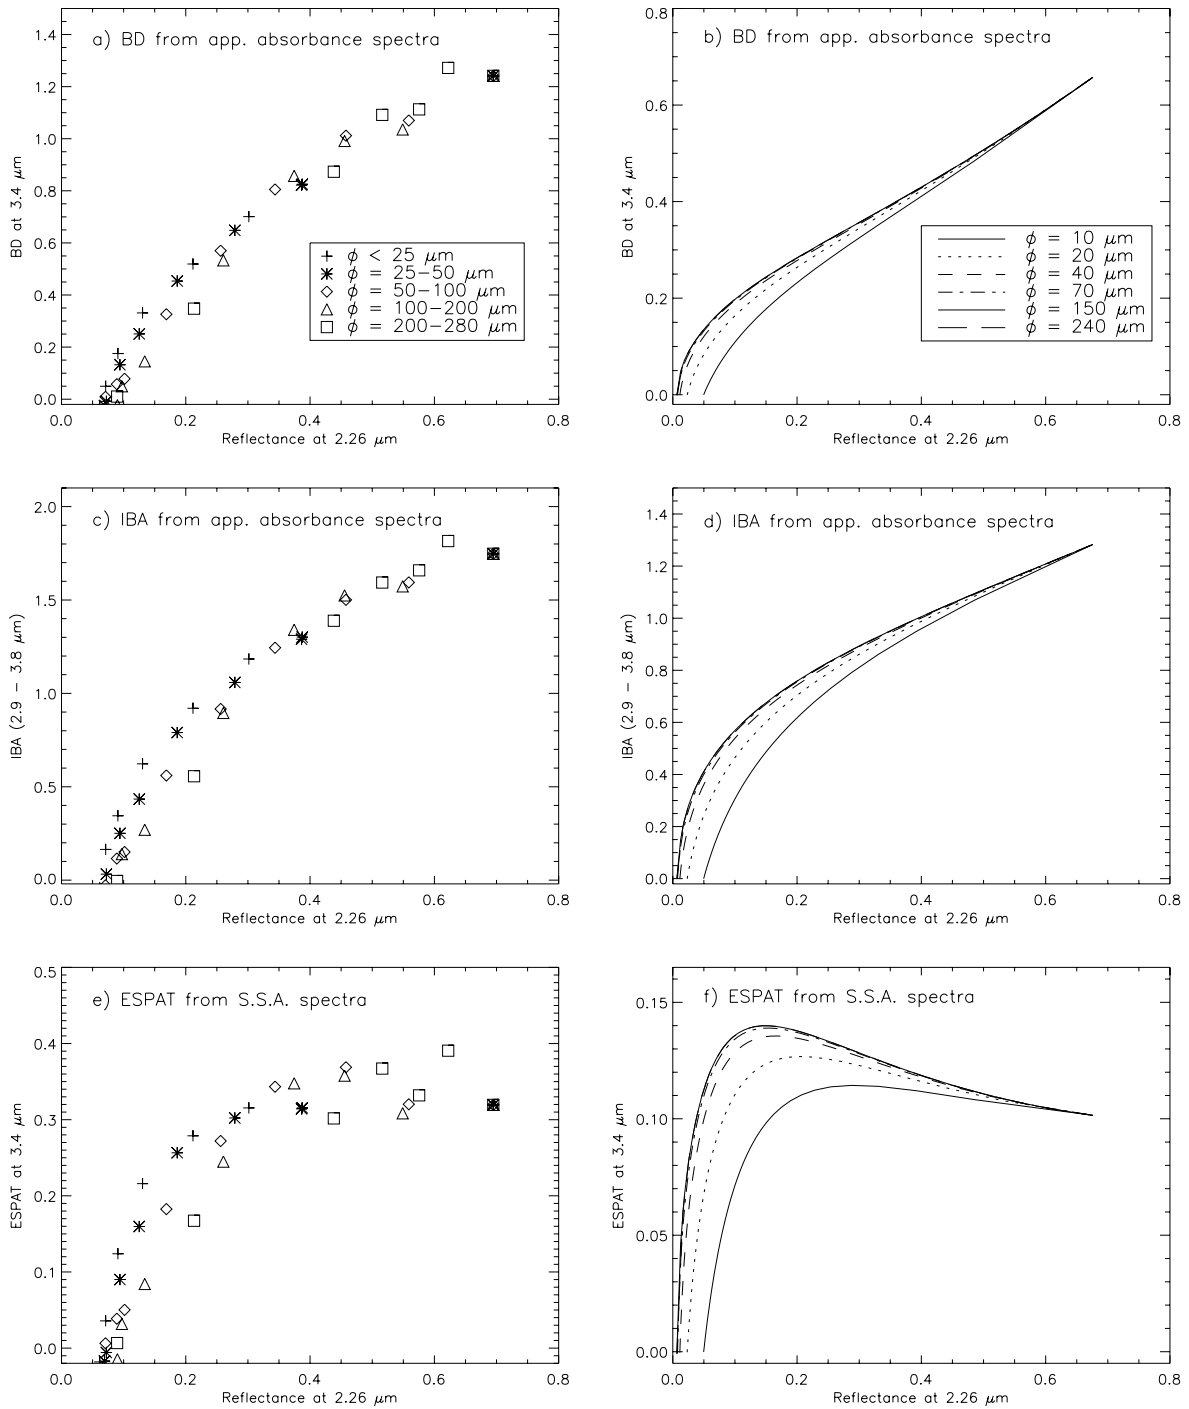 a) BD from app. absorbance spectra
1.4
1.2
1.0
0.8
0.6
0.4
0.2
0.0
BD at 3.4 μm
ϕ < 25 μm
ϕ = 25−50 μm
ϕ = 50−100 μm
ϕ = 100−200 μm
ϕ = 200−280 μm
0.0 0.2 0.4 0.6 0.8
Reflectance at 2.26 μm
b) BD from app. absorbance spectra
0.8
0.6
0.4
0.2
0.0
BD at 3.4 μm
ϕ = 10 μm
ϕ = 20 μm
ϕ = 40 μm
ϕ = 70 μm
ϕ = 150 μm
ϕ = 240 μm
0.0 0.2 0.4 0.6 0.8
Reflectance at 2.26 μm
c) IBA from app. absorbance spectra
2.0
1.5
1.0
0.5
0.0
IBA (2.9 − 3.8 μm)
0.0 0.2 0.4 0.6 0.8
Reflectance at 2.26 μm
d) IBA from app. absorbance spectra
1.4
1.2
1.0
0.8
0.6
0.4
0.2
0.0
IBA (2.9 − 3.8 μm)
0.0 0.2 0.4 0.6 0.8
Reflectance at 2.26 μm
e) ESPAT from S.S.A. spectra
0.5
0.4
0.3
0.2
0.1
0.0
ESPAT at 3.4 μm
0.0 0.2 0.4 0.6 0.8
Reflectance at 2.26 μm
f) ESPAT from S.S.A. spectra
0.15
0.10
0.05
0.00
ESPAT at 3.4 μm
0.0 0.2 0.4 0.6 0.8
Reflectance at 2.26 μm